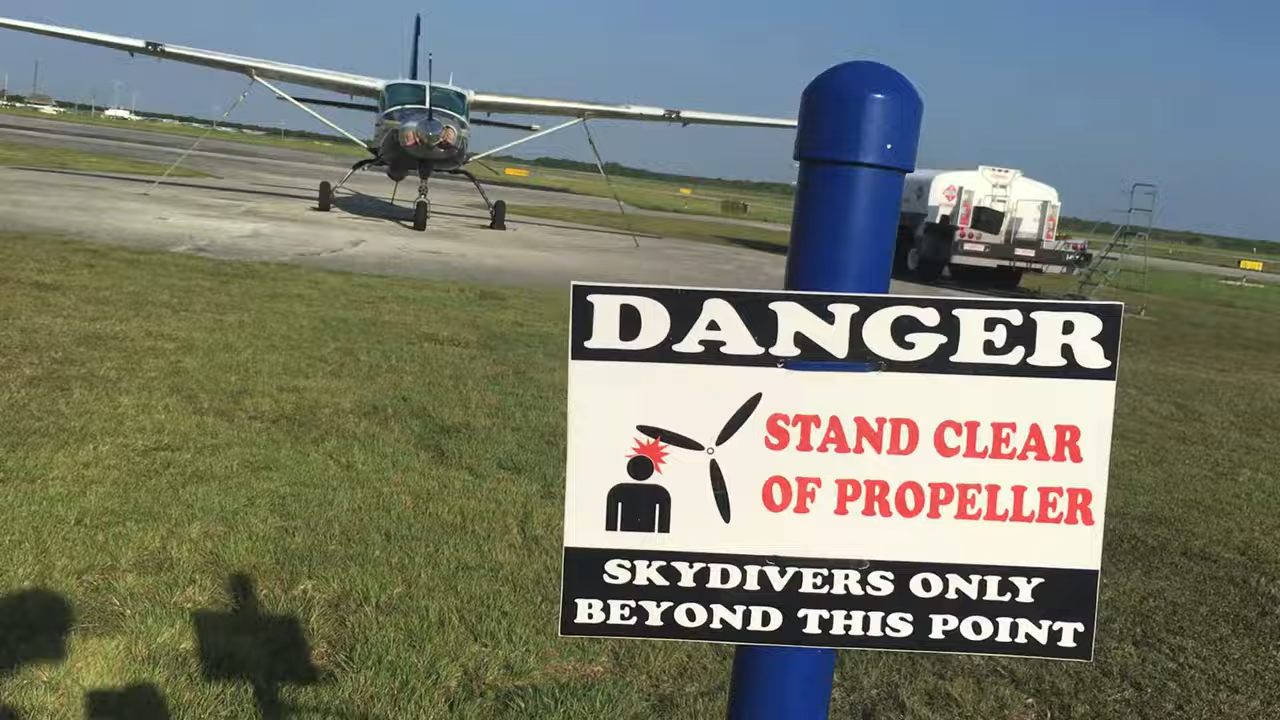 DANGER
STAND CLEAR
OF PROPELLER
SKYDIVERS ONLY
BEYOND THIS POINT